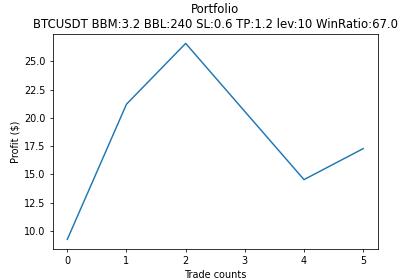 Portfolio
BTCUSDT BBM:3.2 BBL:240 SL:0.6 TP:1.2 lev:10 WinRatio:67.0
25.0
22.5
20.0
17.5
15.0
12.5
10.0
Profit ($)
0 1 2 3 4 5
Trade counts